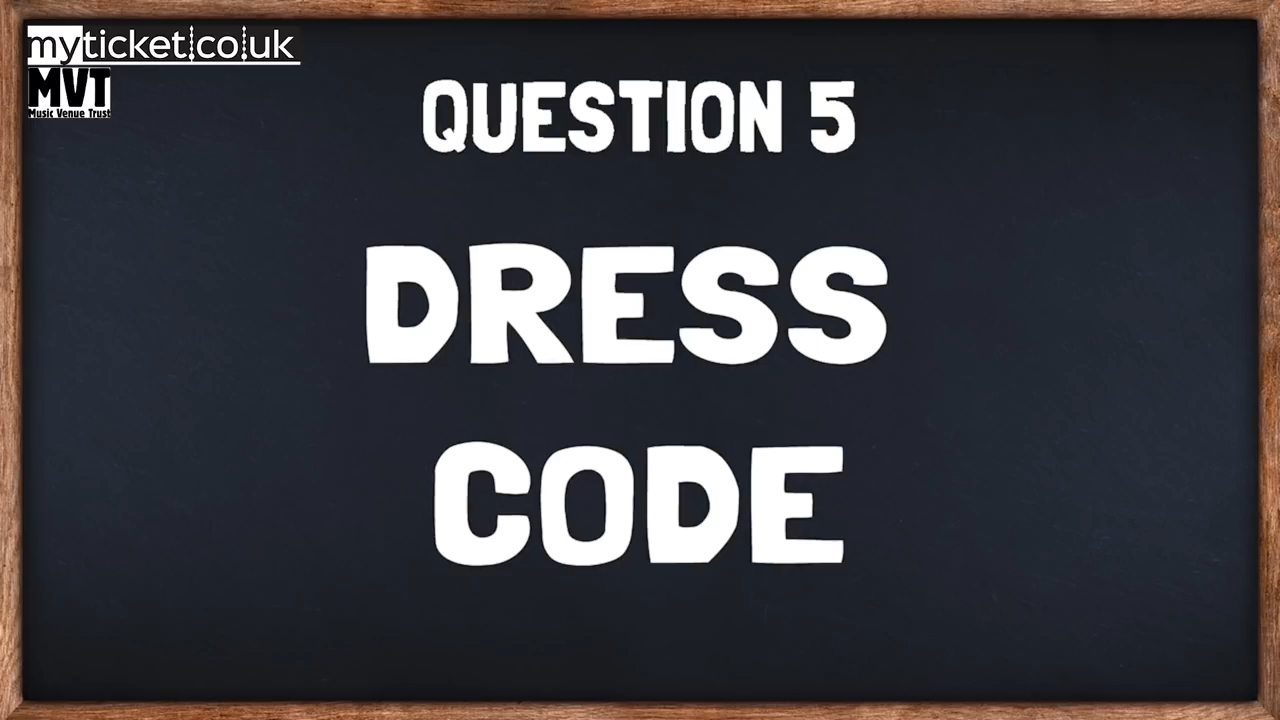 myticket.co.uk
MVT
Music Venue Trust
QUESTION 5
DRESS
CODE